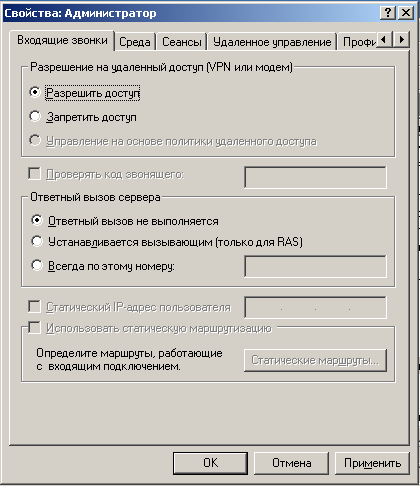 Свойства: Администратор
Входящие звонки Среда Сеансы Удаленное управление Профи
Разрешение на удаленный доступ (VPN или модем)
Разрешить доступ
Запретить доступ
Управление на основе политики удаленного доступа
Проверять код звонящего:
Ответный вызов сервера
Ответный вызов не выполняется
Устанавливается вызывающим (только для RAS)
Всегда по этому номеру:
Статический IP-адрес пользователя
Использовать статическую маршрутизацию
Определите маршруты, работающие
с входящим подключением.
Статические маршруты...
OK Отмена Применить